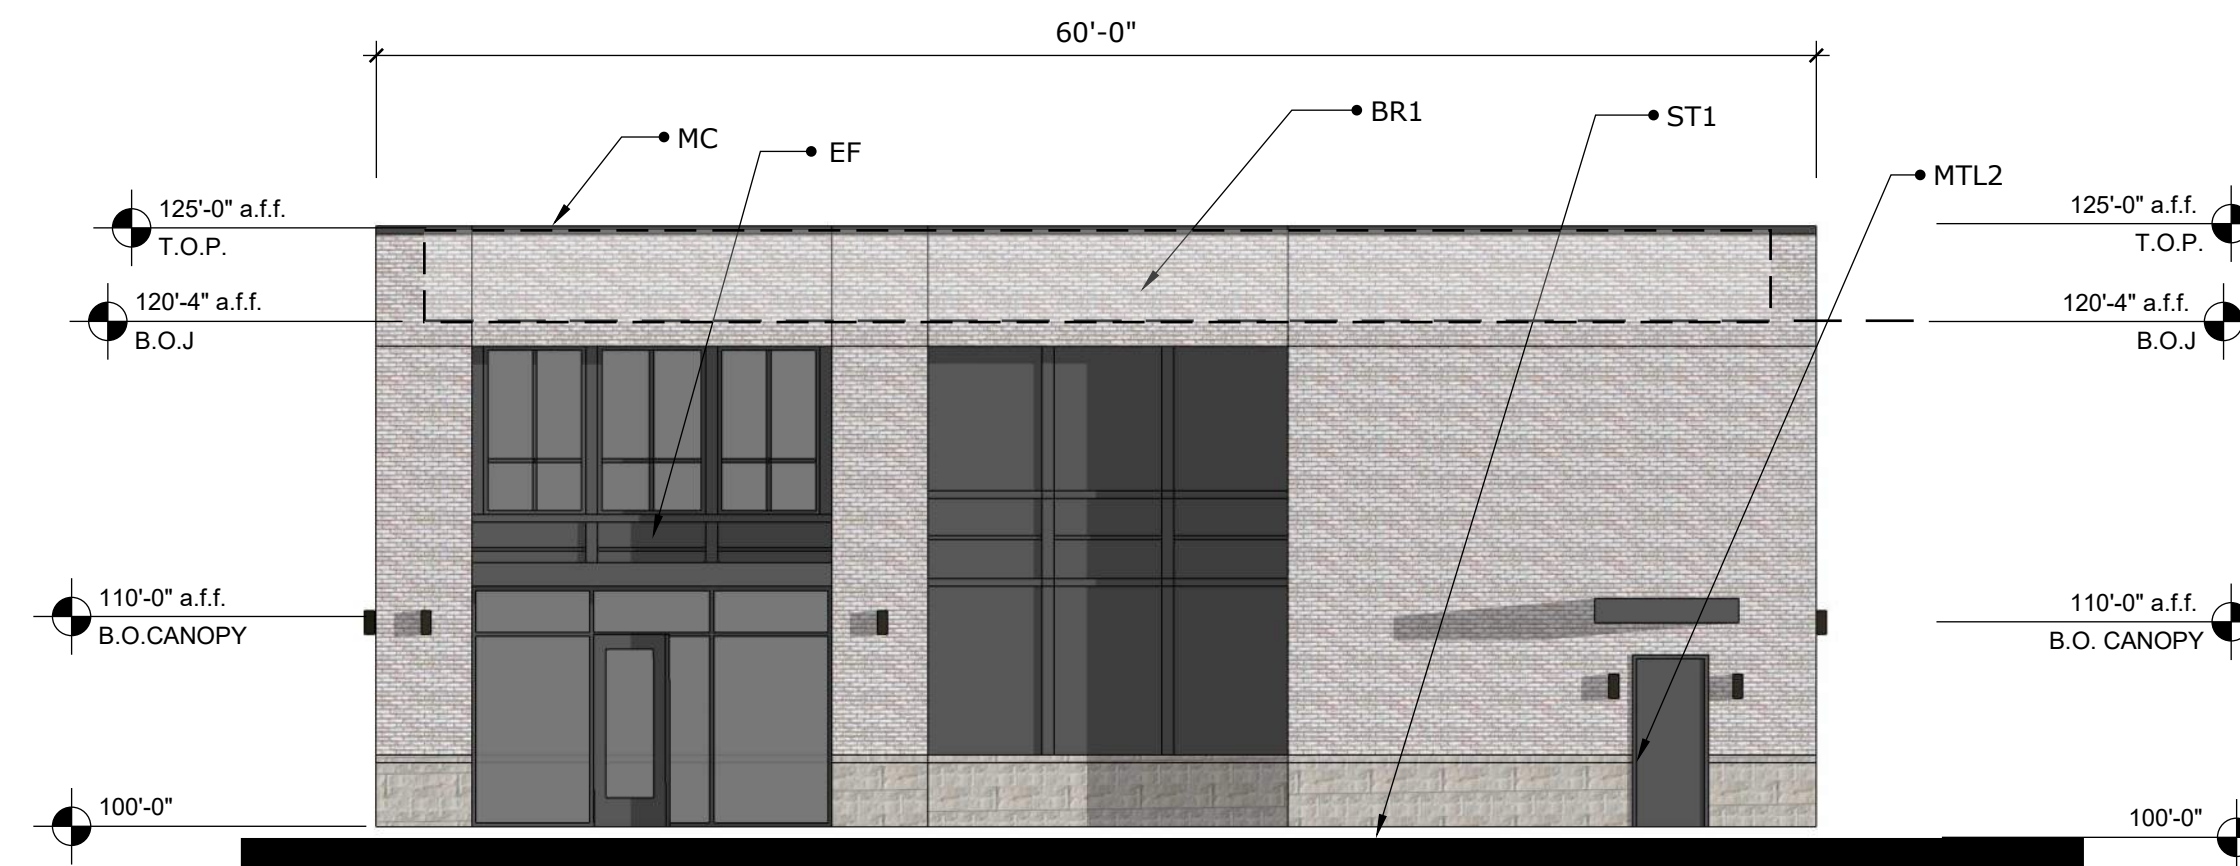 60'-0"
BR1
ST1
MC
EF
MTL2
125'-0" a.f.f.
T.O.P.
125'-0" a.f.f.
T.O.P.
120'-4" a.f.f.
B.O.J
120'-4" a.f.f.
B.O.J
110'-0" a.f.f.
B.O.CANOPY
110'-0" a.f.f.
B.O. CANOPY
100'-0"
100'-0"